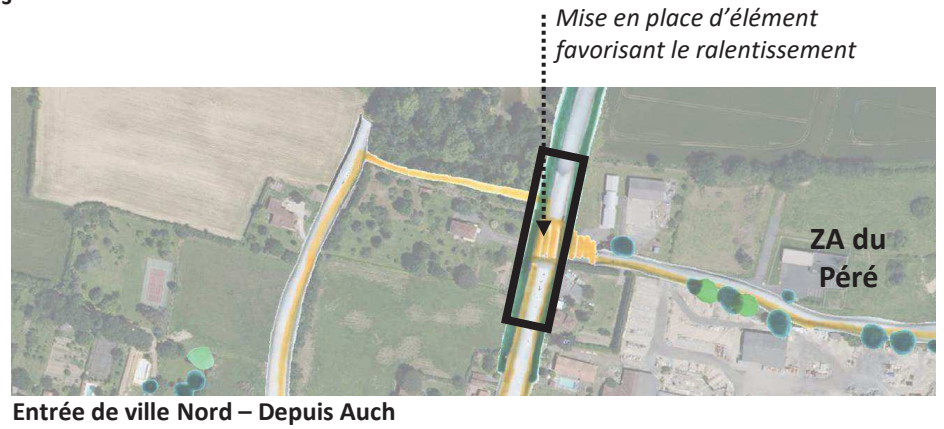 Mise en place d’élément
favorisant le ralentissement
ZA du
Péré
Entrée de ville Nord – Depuis Auch